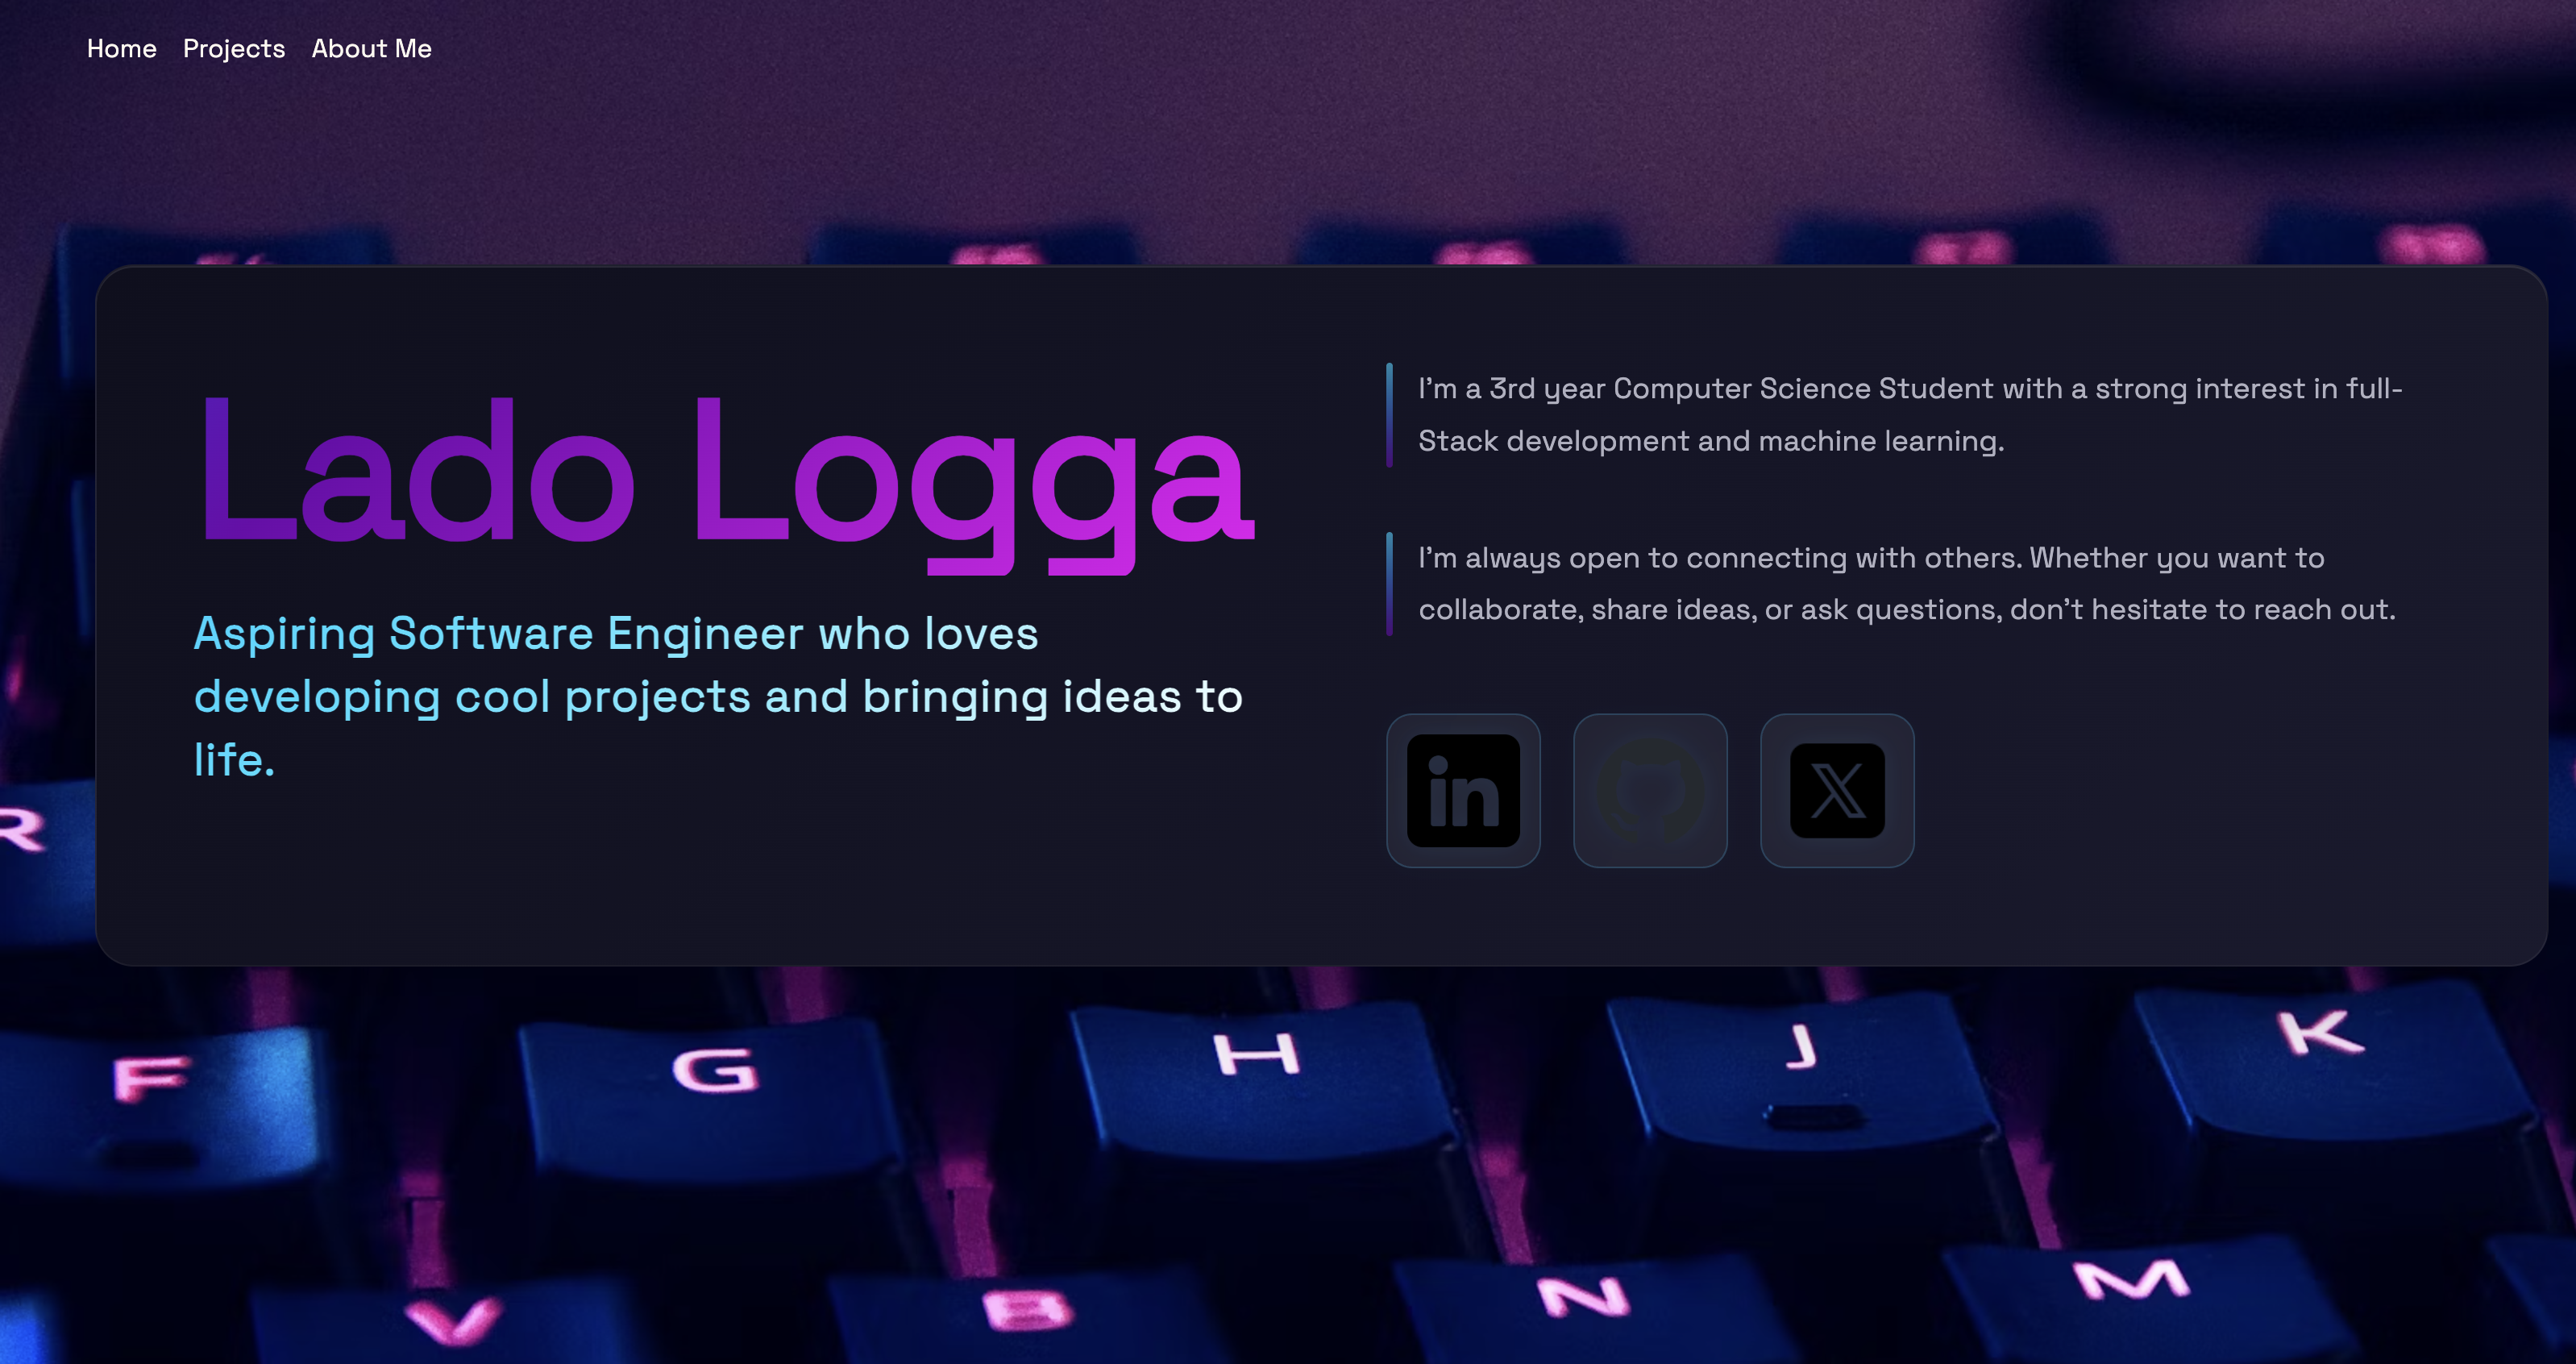 Home Projects About Me
Lado Logga
Aspiring Software Engineer who loves
developing cool projects and bringing ideas to
life.
I'm a 3rd year Computer Science Student with a strong interest in full-
Stack development and machine learning.
I'm always open to connecting with others. Whether you want to
collaborate, share ideas, or ask questions, don't hesitate to reach out.
in
X
R
F G H J K
V B N M